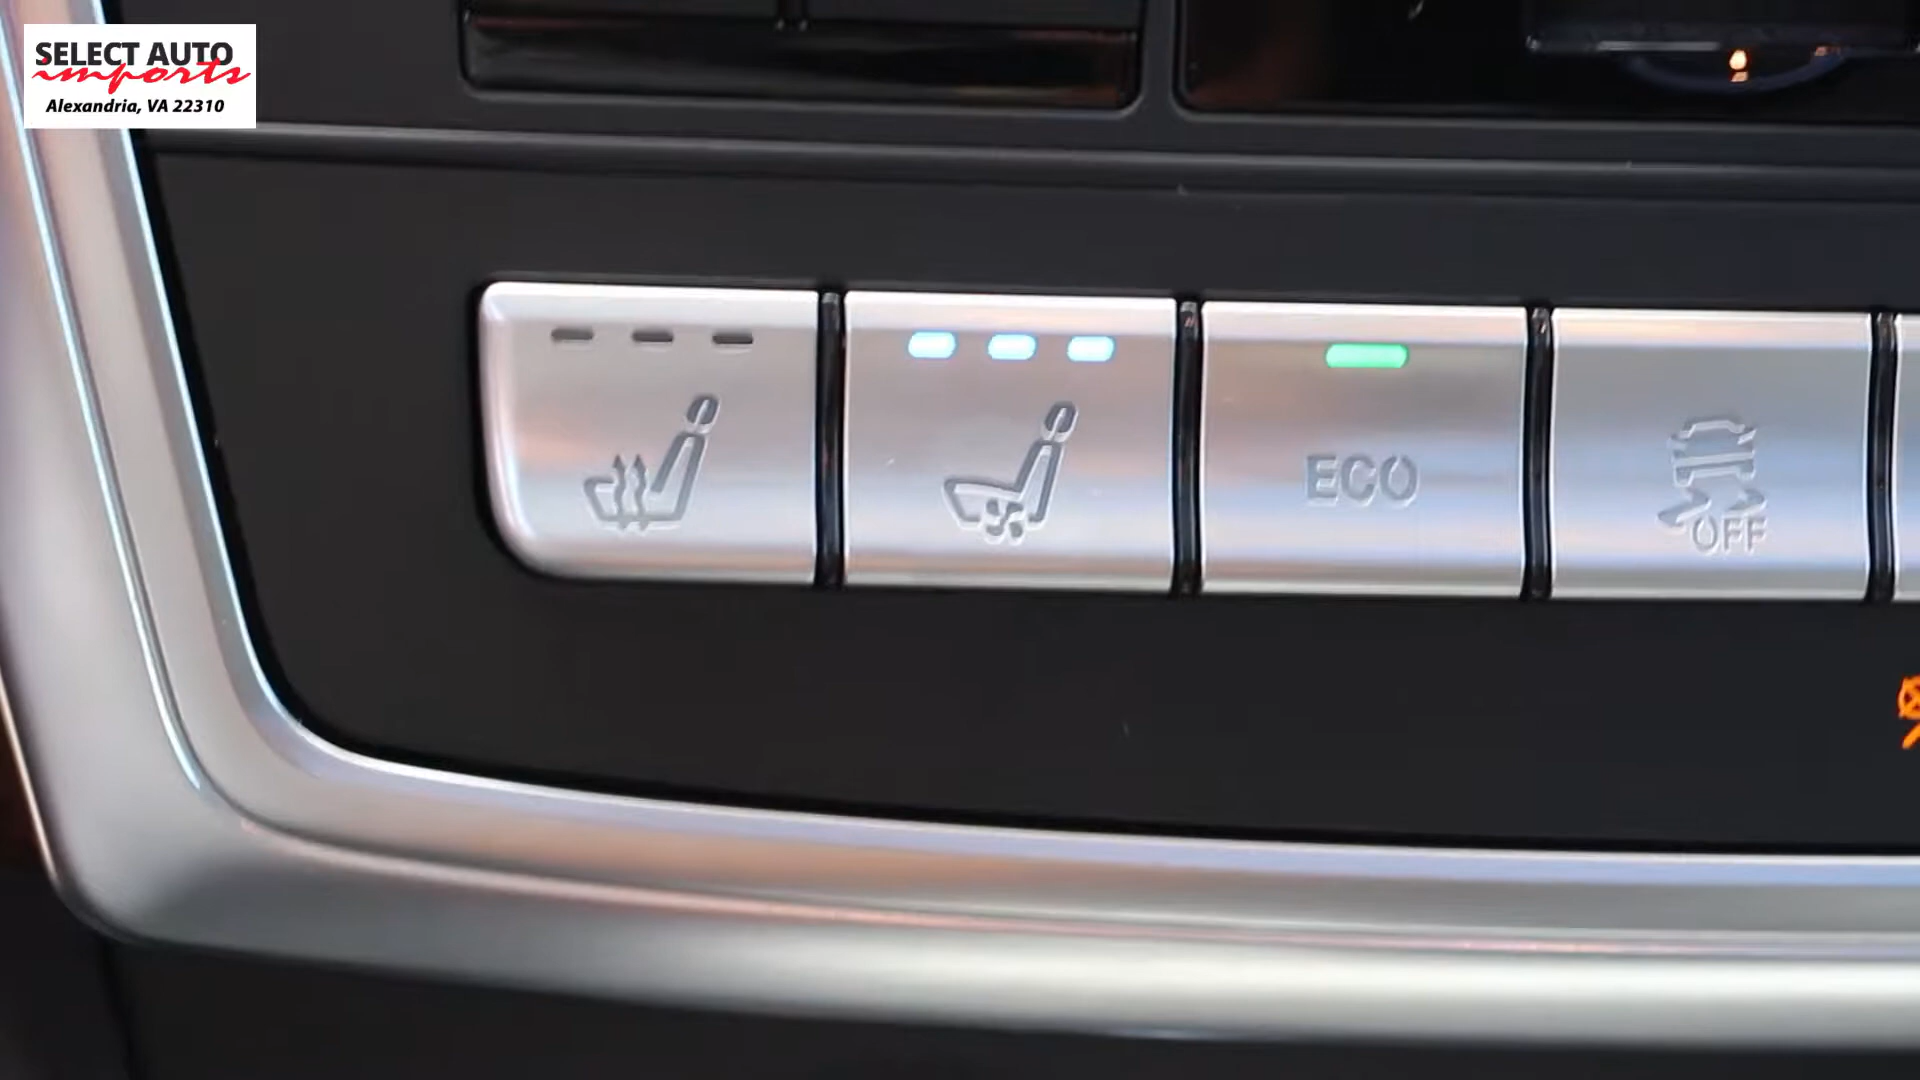 SELECT AUTO
imports
Alexandria, VA 22310
ECO
OFF